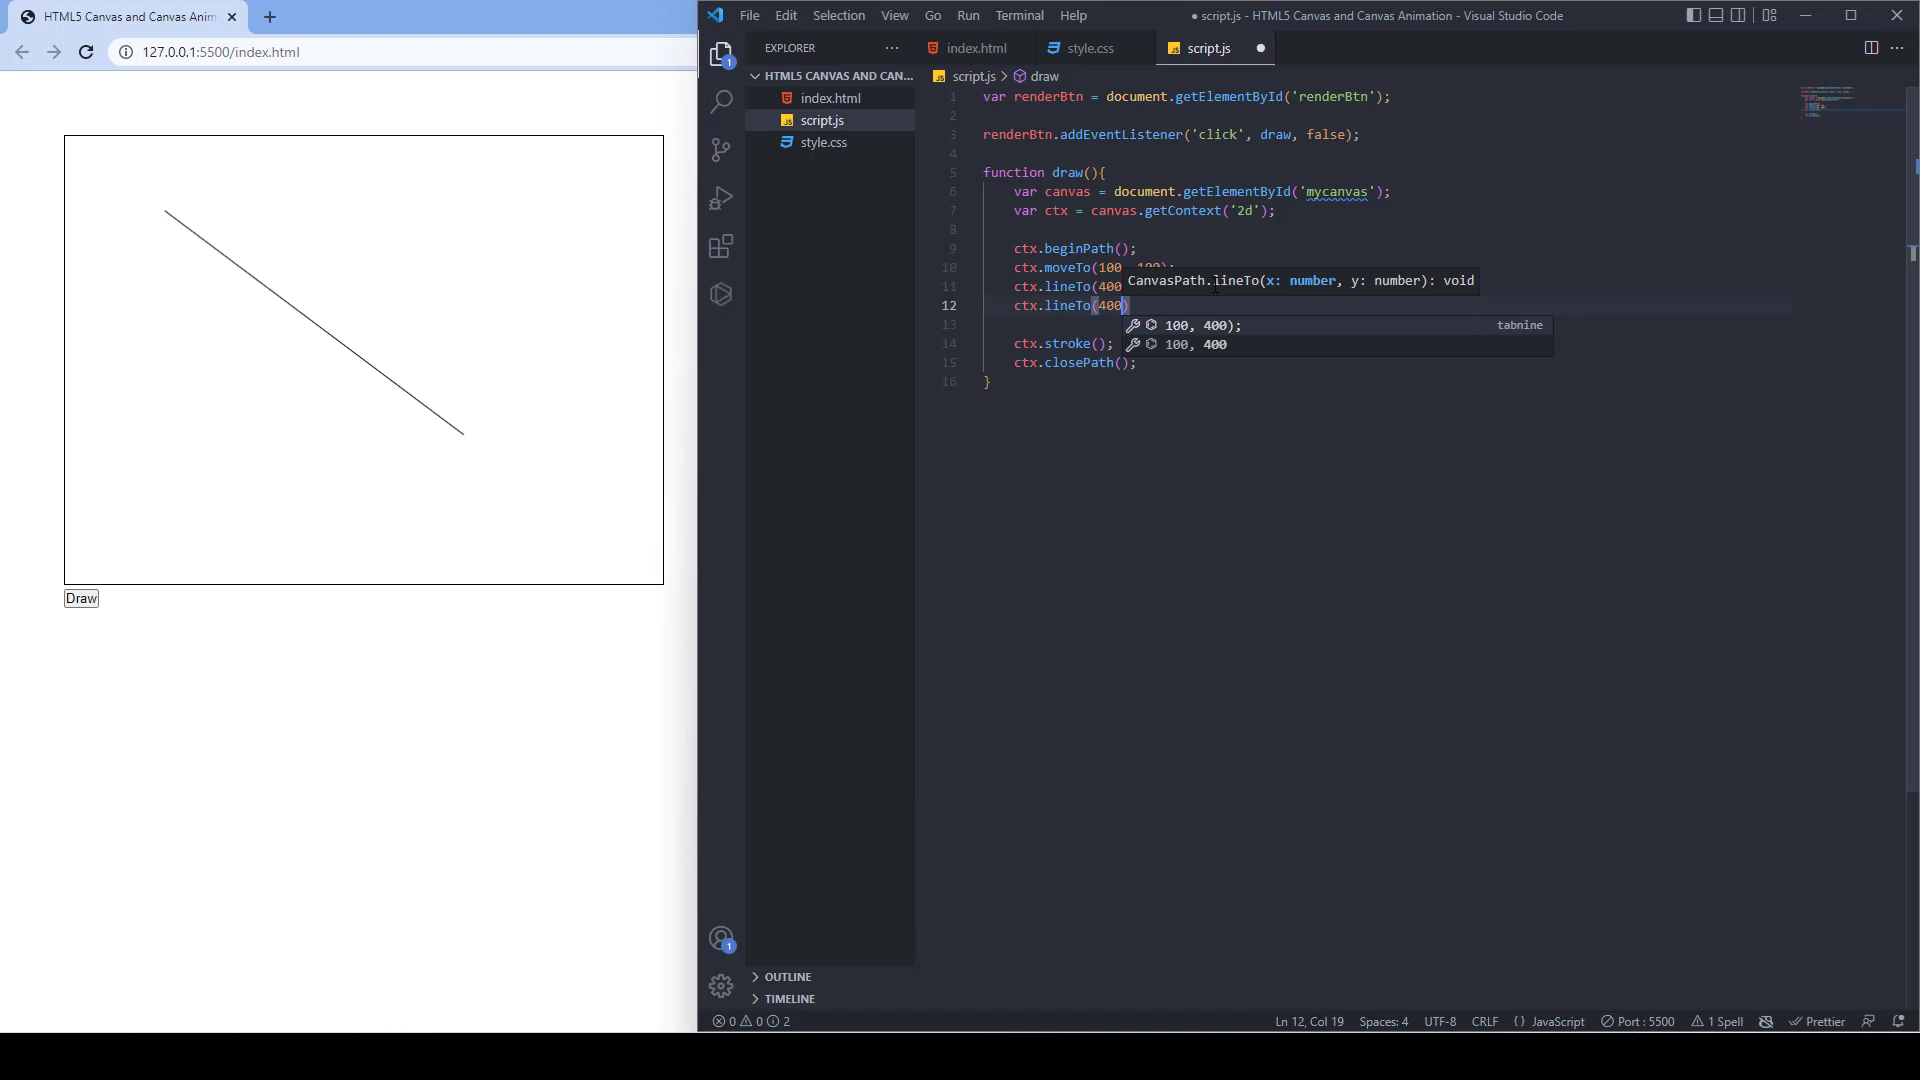 HTML5 Canvas and Canvas Anim
127.0.0.1:5500/index.html
Draw
File Edit Selection View Go Run Terminal Help
● script.js - HTML5 Canvas and Canvas Animation - Visual Studio Code
EXPLORER
index.html
style.css
script.js
HTML5 CANVAS AND CAN...
index.html
script.js
style.css
script.js > draw
1 var renderBtn = document.getElementById('renderBtn');
2
3 renderBtn.addEventListener('click', draw, false);
4
5 function draw(){
6 var canvas = document.getElementById('mycanvas');
7 var ctx = canvas.getContext('2d');
8
9 ctx.beginPath();
10 ctx.moveTo(100, 100);
CanvasPath.lineTo(x: number, y: number): void
11 ctx.lineTo(400
12 ctx.lineTo(400)
100, 400); tabnine
13
14 ctx.stroke();
100, 400
15 ctx.closePath();
16 }
1
1
OUTLINE
TIMELINE
0 0 2
Ln 12, Col 19 Spaces: 4 UTF-8 CRLF { } JavaScript Port : 5500 1 Spell Prettier